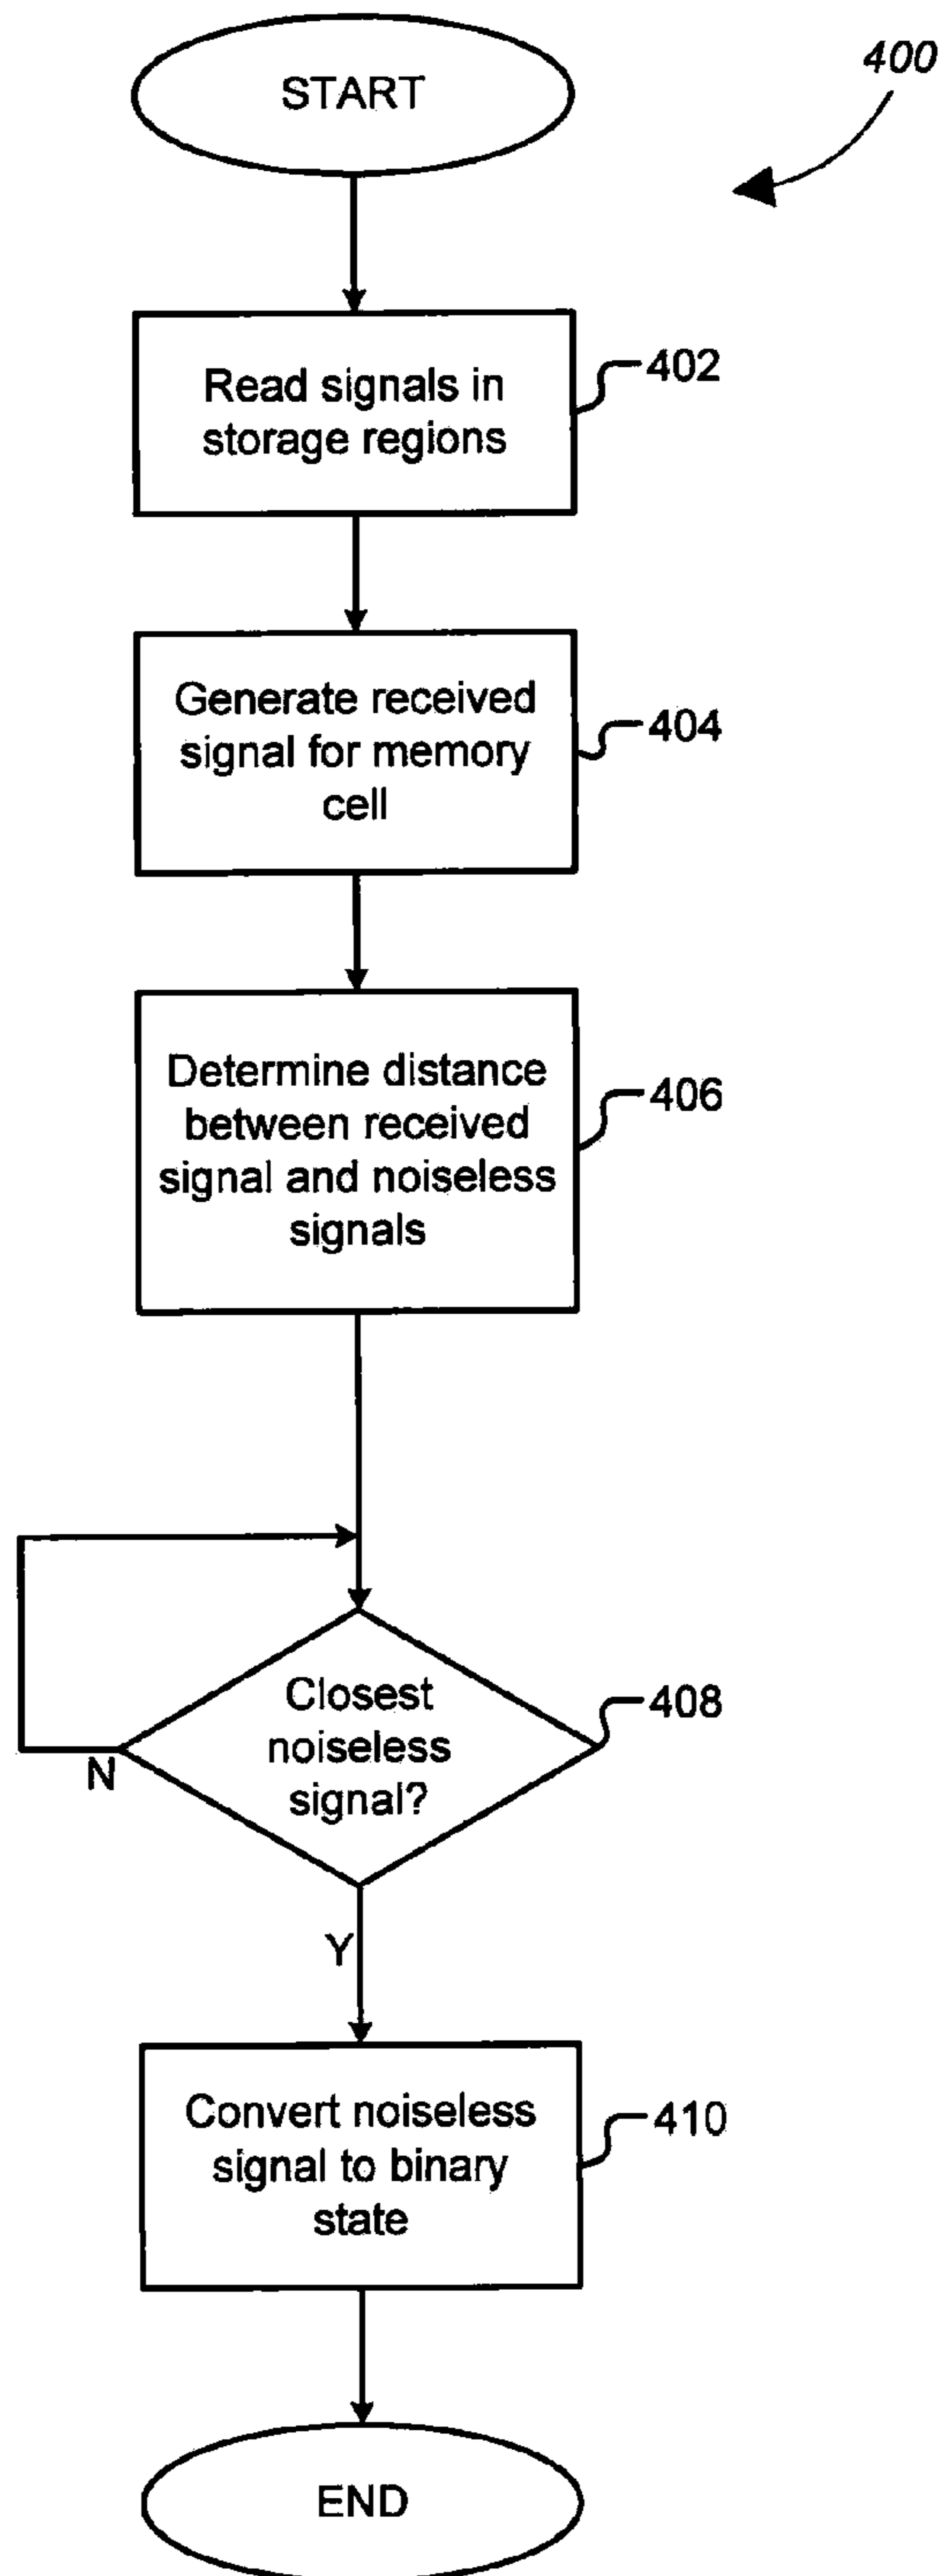 START
400
Read signals in
storage regions
402
Generate received
signal for memory
cell
404
Determine distance
between received
signal and noiseless
signals
406
Closest
noiseless
signal?
408
N
Y
Convert noiseless
signal to binary
state
410
END